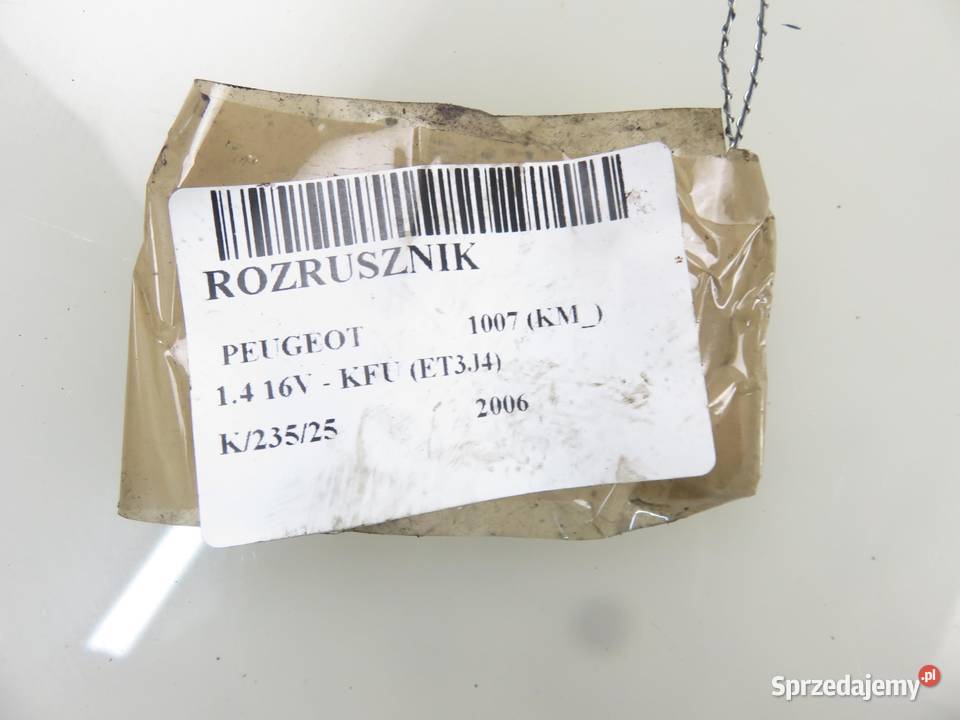 ROZRUSZNIK
PEUGEOT 1007 (KM_)
1.4 16V - KFU (ET3J4)
K/235/25 2006
Sprzedajemy.pl